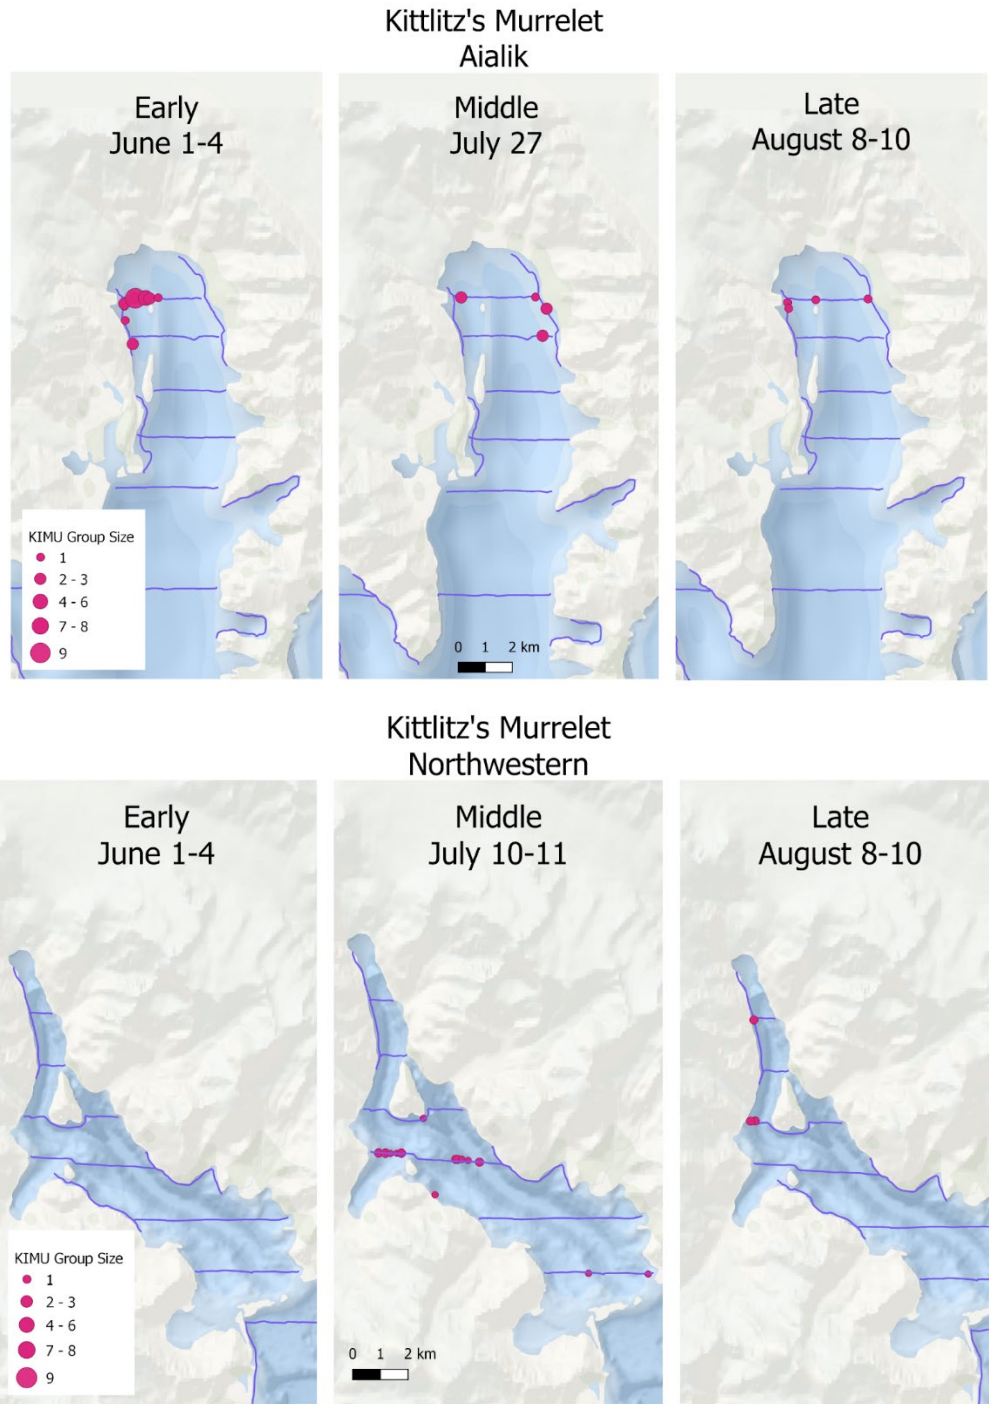 Kittlitz's Murrelet
Aialik
Early
June 1-4
Middle
July 27
Late
August 8-10
KIMU Group Size
1
2 - 3
4 - 6
7 - 8
9
0 1 2 km
Kittlitz's Murrelet
Northwestern
Early
June 1-4
Middle
July 10-11
Late
August 8-10
KIMU Group Size
1
2 - 3
4 - 6
7 - 8
9
0 1 2 km